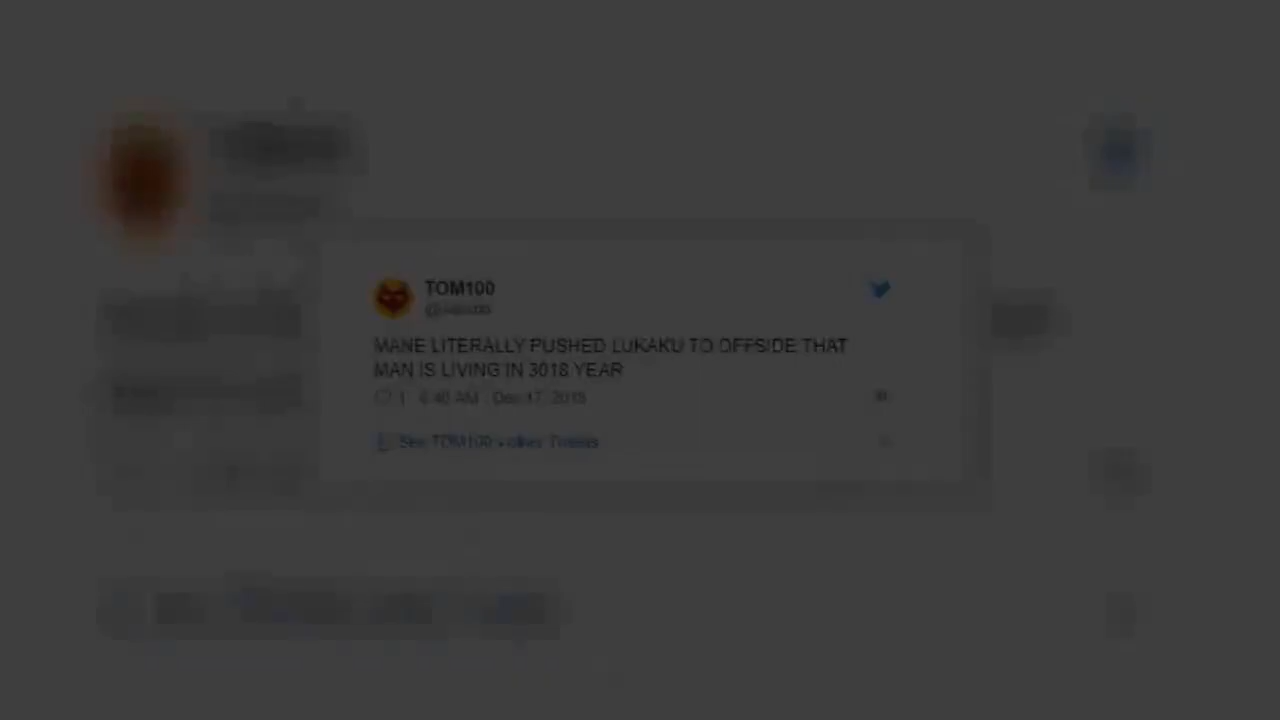 TOM100
MANE LITERALLY PUSHED LUKAKU TO OFFSIDE THAT
MAN IS LIVING IN 3018 YEAR
1 6:40 AM - Dec 17, 2018
See TOM100's other Tweets